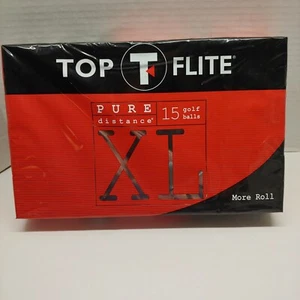 TOP T FLITE®
PURE distance® 15 golf balls
XL
More Roll